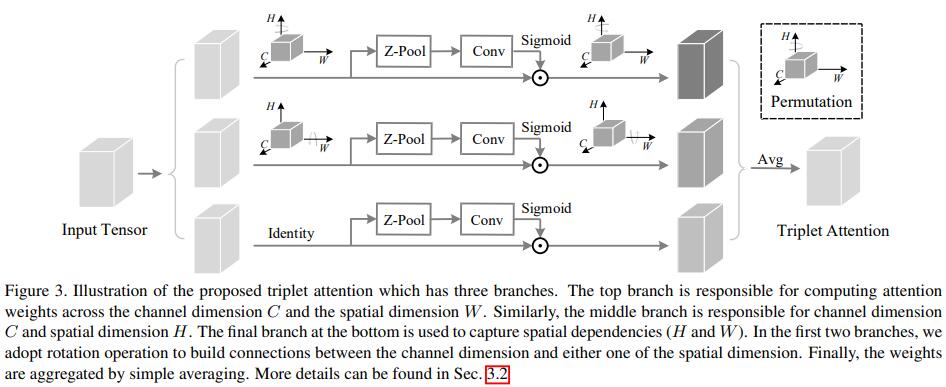 H
W
C
Z-Pool
Conv
Sigmoid
H
W
C
H
W
C
Permutation
H
W
C
Z-Pool
Conv
Sigmoid
H
W
C
Input Tensor
Avg
Triplet Attention
Identity
Z-Pool
Conv
Sigmoid
Figure 3. Illustration of the proposed triplet attention which has three branches. The top branch is responsible for computing attention
weights across the channel dimension C and the spatial dimension W. Similarly, the middle branch is responsible for channel dimension
C and spatial dimension H. The final branch at the bottom is used to capture spatial dependencies (H and W). In the first two branches, we
adopt rotation operation to build connections between the channel dimension and either one of the spatial dimension. Finally, the weights
are aggregated by simple averaging. More details can be found in Sec. 3.2